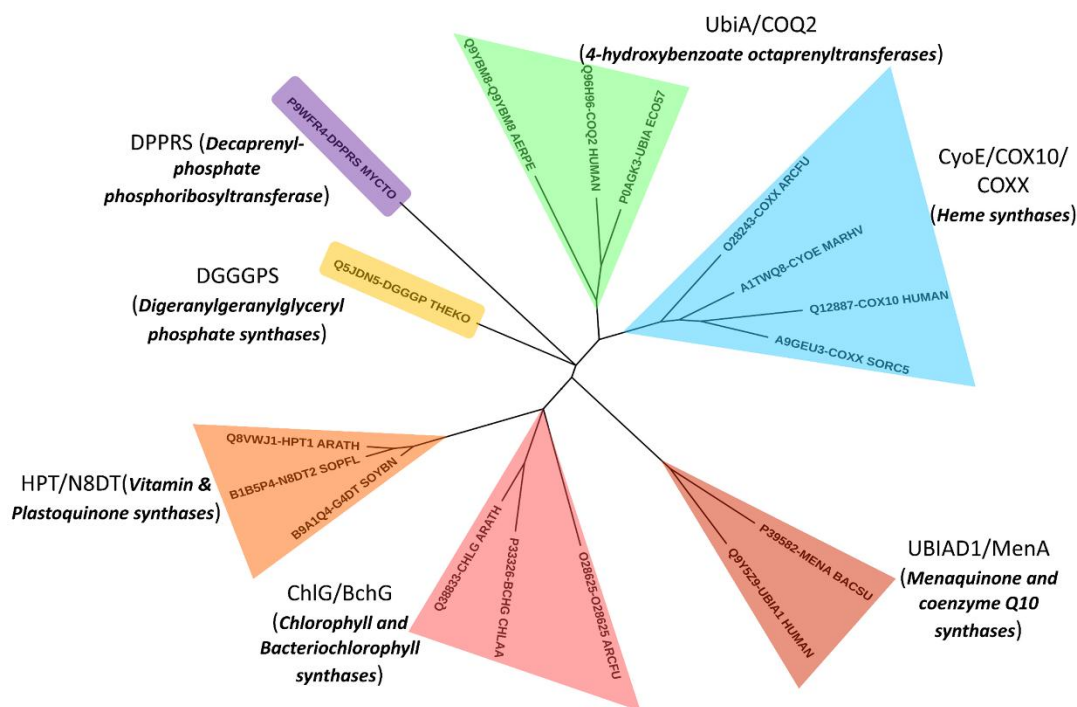 UbiA/COQ2
(4-hydroxybenzoate octaprenyltransferases)
Q9YBM8-Q9YBM8 AERPE
Q96H96-COQ2 HUMAN
P0AGK3-UBIA ECO57
DPPRS (Decaprenyl-
phosphate
phosphoribosyltransferase)
P9WFR4-DPPRS MYCTO
CyoE/COX10/
COXX
(Heme synthases)
O28243-COXX ARCFU
A1TWQ8-CYOE MARHV
Q12887-COX10 HUMAN
A9GEU3-COXX SORC5
DGGGPS
(Digeranylgeranylglyceryl
phosphate synthases)
Q5JDN5-DGGGP THEKO
HPT/N8DT(Vitamin &
Plastoquinone synthases)
Q8VWJ1-HPT1 ARATH
B1B5P4-N8DT2 SOPFL
B9A1Q4-G4DT SOYBN
ChlG/BchG
(Chlorophyll and
Bacteriochlorophyll
synthases)
Q38833-CHLG ARATH
P33326-BCHG CHLAA
O28625-O28625 ARCFU
UBIAD1/MenA
(Menaquinone and
coenzyme Q10
synthases)
P39582-MENA BACSU
Q9Y5Z9-UBIA1 HUMAN